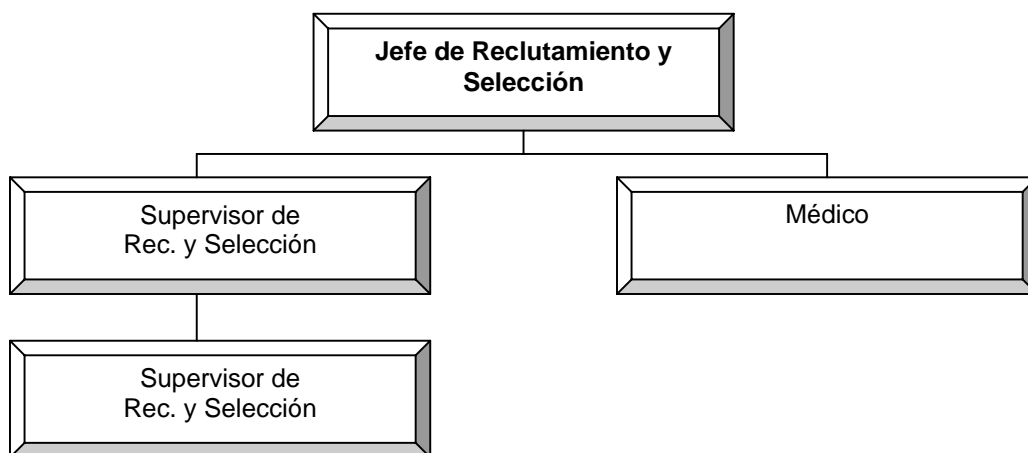 Jefe de Reclutamiento y
Selección
Supervisor de
Rec. y Selección
Médico
Supervisor de
Rec. y Selección